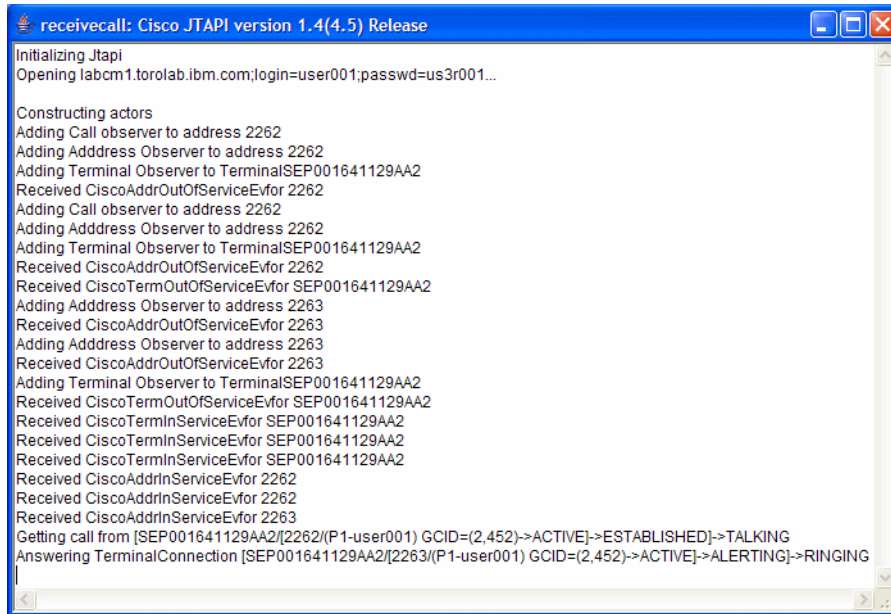 receivecall: Cisco JTAPI version 1.4(4.5) Release
Initializing Jtapi
Opening labcm1.torolab.ibm.com;login=user001;passwd=us3r001...
Constructing actors
Adding Call observer to address 2262
Adding Adddress Observer to address 2262
Adding Terminal Observer to TerminalSEP001641129AA2
Received CiscoAddrOutOfServiceEvfor 2262
Adding Call observer to address 2262
Adding Adddress Observer to address 2262
Adding Terminal Observer to TerminalSEP001641129AA2
Received CiscoAddrOutOfServiceEvfor 2262
Received CiscoTermOutOfServiceEvfor SEP001641129AA2
Adding Adddress Observer to address 2263
Received CiscoAddrOutOfServiceEvfor 2263
Adding Adddress Observer to address 2263
Received CiscoAddrOutOfServiceEvfor 2263
Adding Terminal Observer to TerminalSEP001641129AA2
Received CiscoTermOutOfServiceEvfor SEP001641129AA2
Received CiscoTermInServiceEvfor SEP001641129AA2
Received CiscoTermInServiceEvfor SEP001641129AA2
Received CiscoTermInServiceEvfor SEP001641129AA2
Received CiscoAddrInServiceEvfor 2262
Received CiscoAddrInServiceEvfor 2262
Received CiscoAddrInServiceEvfor 2263
Getting call from [SEP001641129AA2/[2262/(P1-user001) GCID=(2,452)->ACTIVE]->ESTABLISHED]->TALKING
Answering TerminalConnection [SEP001641129AA2/[2263/(P1-user001) GCID=(2,452)->ACTIVE]->ALERTING]->RINGING